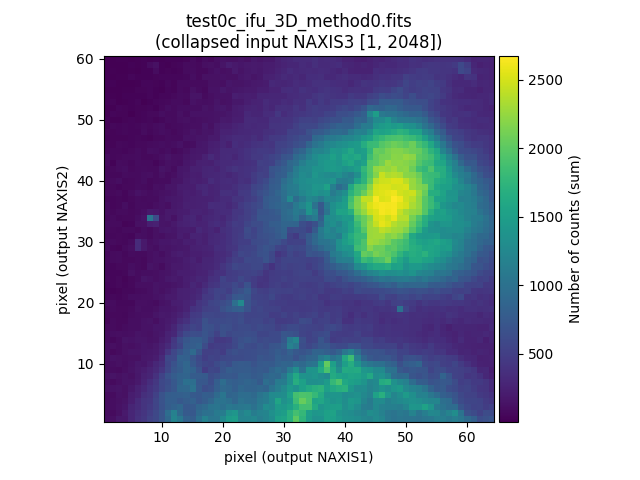 test0c_ifu_3D_method0.fits
(collapsed input NAXIS3 [1, 2048])
60
50
40
30
20
10
pixel (output NAXIS2)
10 20 30 40 50 60
pixel (output NAXIS1)
2500
2000
1500
1000
500
Number of counts (sum)